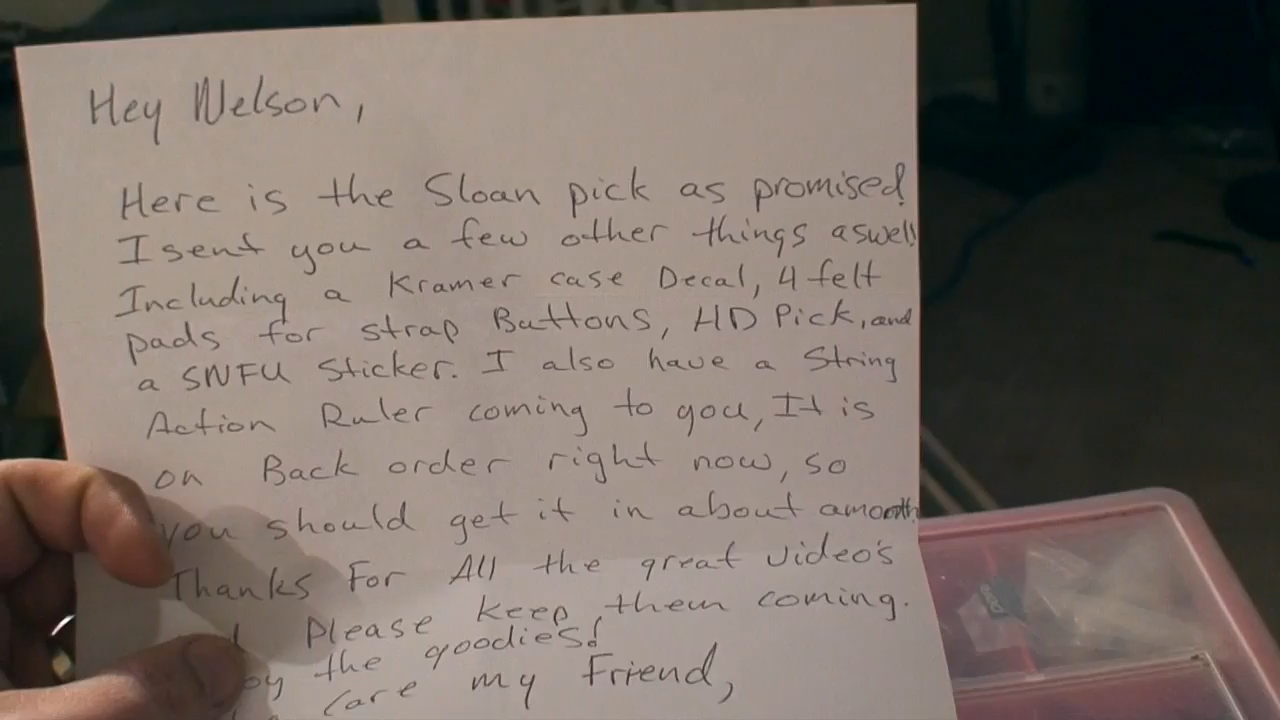 Hey Nelson,
Here is the Sloan pick as promised!
I sent you a few other things aswell!
Including a Kramer case Decal, 4 felt
pads for strap Buttons, HD Pick, and
a SNFU Sticker. I also have a String
Action Ruler coming to you, It is
on Back order right now, so
you should get it in about a month
Thanks For All the great video's
Please keep them coming.
the goodies!
care my Friend,